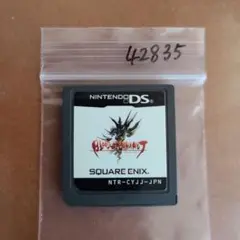 42835
NINTENDO DS
SQUARE ENIX
NTR-CYJJ-JPN